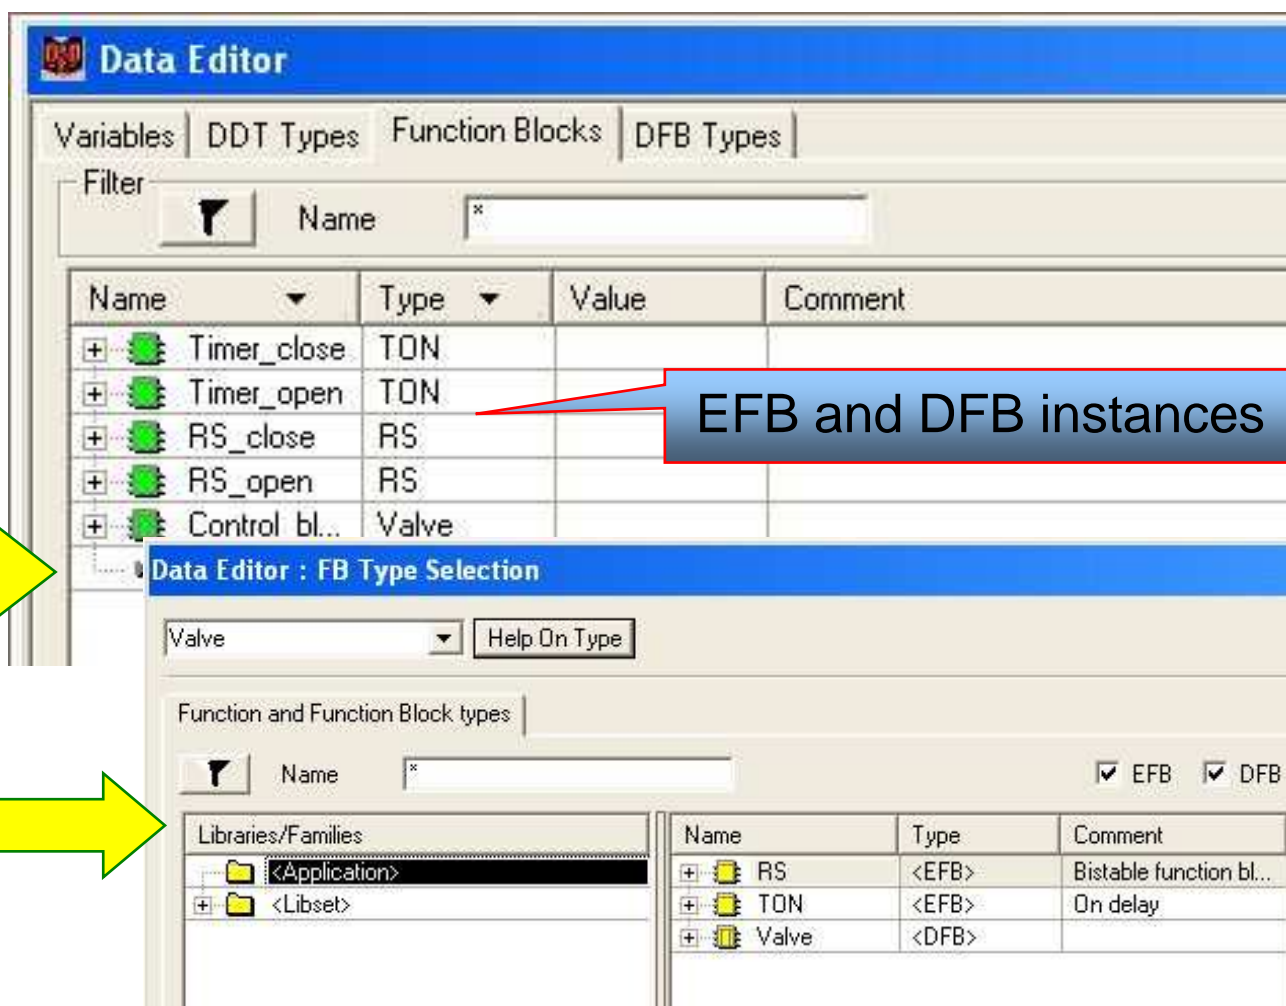 Data Editor
Variables DDT Types Function Blocks DFB Types
Filter
Name *
Name Type Value Comment
Timer_close TON
Timer_open TON
EFB and DFB instances
RS_close RS
RS_open RS
Control_bl... Valve
Data Editor : FB Type Selection
Valve Help On Type
Function and Function Block types
Name * EFB DFB
Libraries/Families Name Type Comment
<Application> RS <EFB> Bistable function bl...
<Libset> TON <EFB> On delay
Valve <DFB>